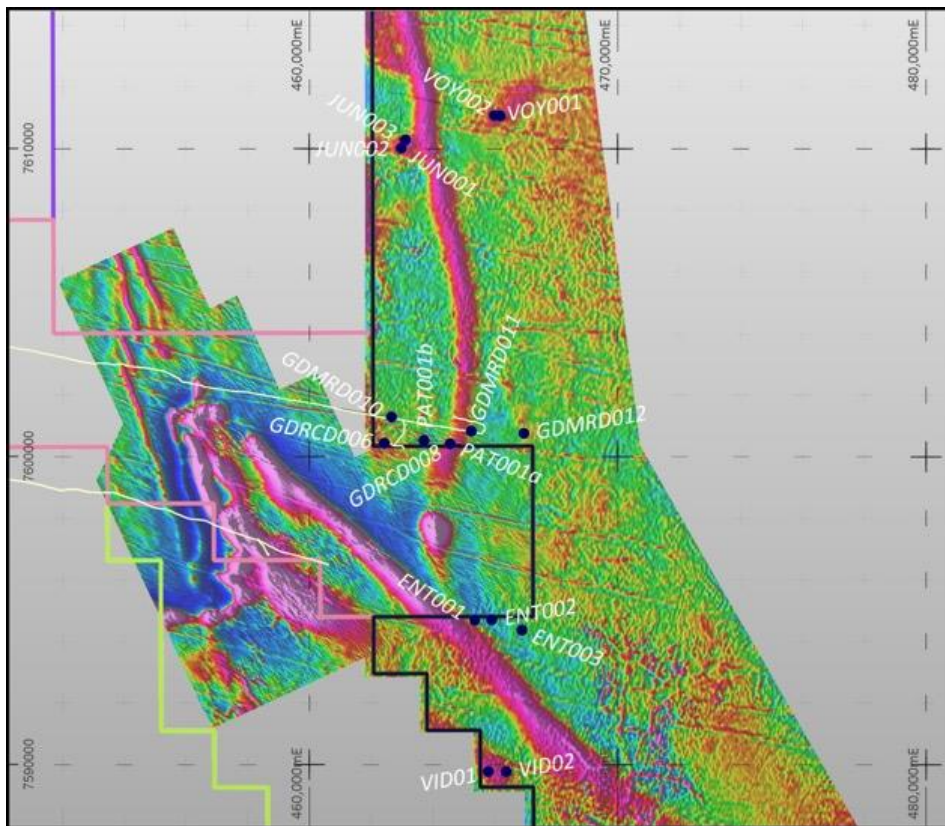 460,000mE
470,000mE
480,000mE
VOY002
VOY001
JUN003
JUN002
JUN001
7610000
GDMRD010
PAT001b
GDMRD011
GDRCD006
GDMRD012
GDRCD008
PAT001a
7600000
ENT001
ENT002
ENT003
7590000
VID01
VID02
460,000mE
480,000mE